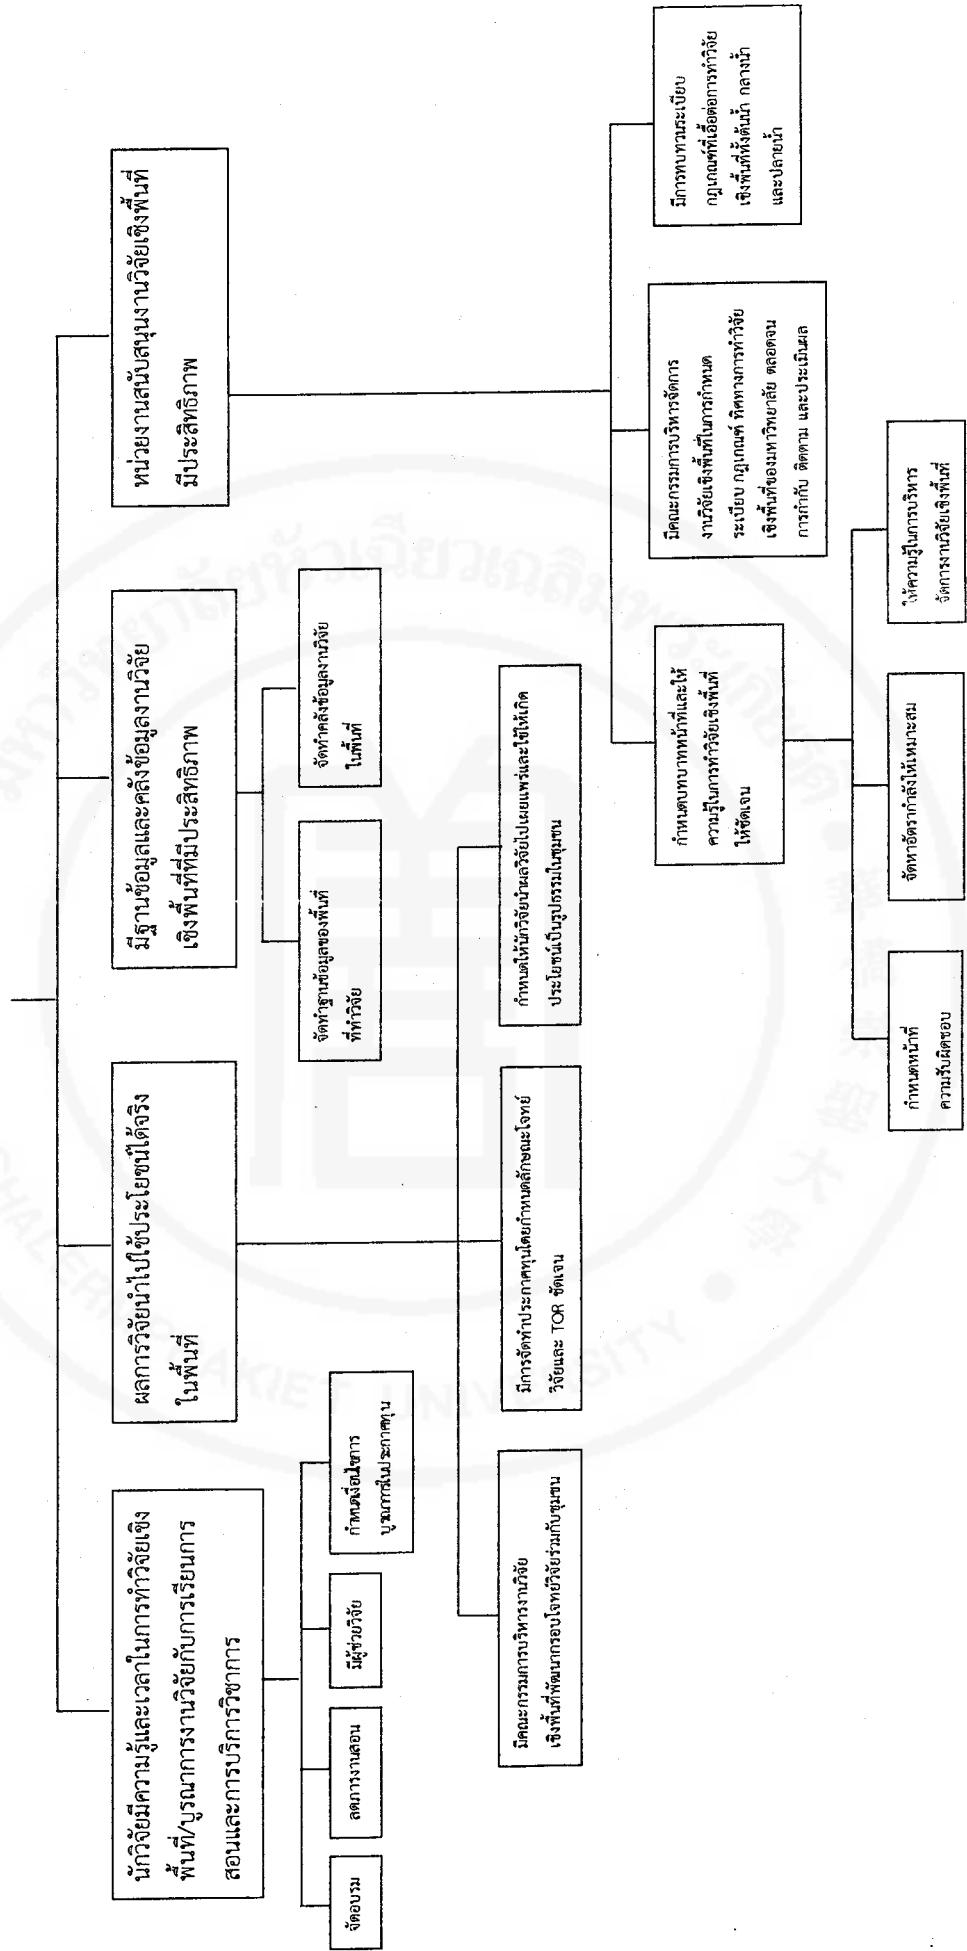 นักวิจัยมีความรู้และเวลาในการทำวิจัยเชิง
พื้นที่/บูรณาการงานวิจัยกับการเรียนการ
สอนและการบริการวิชาการ
ผลการวิจัยนำไปใช้ประโยชน์ได้จริง
ในพื้นที่
มีฐานข้อมูลและคลังข้อมูลงานวิจัย
เชิงพื้นที่ที่มีประสิทธิภาพ
หน่วยงานสนับสนุนงานวิจัยเชิงพื้นที่
มีประสิทธิภาพ
จัดอบรม
ลดภาระงานสอน
มีผู้ช่วยวิจัย
กำหนดเงื่อนไขการ
บูรณาการในประกาศทุน
จัดทำฐานข้อมูลของพื้นที่
ที่ทำวิจัย
จัดทำคลังข้อมูลงานวิจัย
ในพื้นที่
มีคณะกรรมการบริหารงานวิจัย
เชิงพื้นที่พัฒนากรอบโจทย์วิจัยร่วมกับชุมชน
มีการจัดทำประกาศทุนโดยกำหนดลักษณะโจทย์
วิจัยและ TOR ชัดเจน
กำหนดให้นักวิจัยนำผลวิจัยไปเผยแพร่และใช้ให้เกิด
ประโยชน์เป็นรูปธรรมในชุมชน
กำหนดบทบาทหน้าที่และให้
ความรู้ในการทำวิจัยเชิงพื้นที่
ให้ชัดเจน
มีคณะกรรมการบริหารจัดการ
งานวิจัยเชิงพื้นที่ในการกำหนด
ระเบียบ กฎเกณฑ์ ทิศทางการทำวิจัย
เชิงพื้นที่ของมหาวิทยาลัย ตลอดจน
การกำกับ ติดตาม และประเมินผล
มีการทบทวนระเบียบ
กฎเกณฑ์ที่เอื้อต่อการทำวิจัย
เชิงพื้นที่ทั้งต้นน้ำ กลางน้ำ
และปลายน้ำ
กำหนดหน้าที่
ความรับผิดชอบ
จัดหาอัตรากำลังให้เหมาะสม
ให้ความรู้ในการบริหาร
จัดการงานวิจัยเชิงพื้นที่